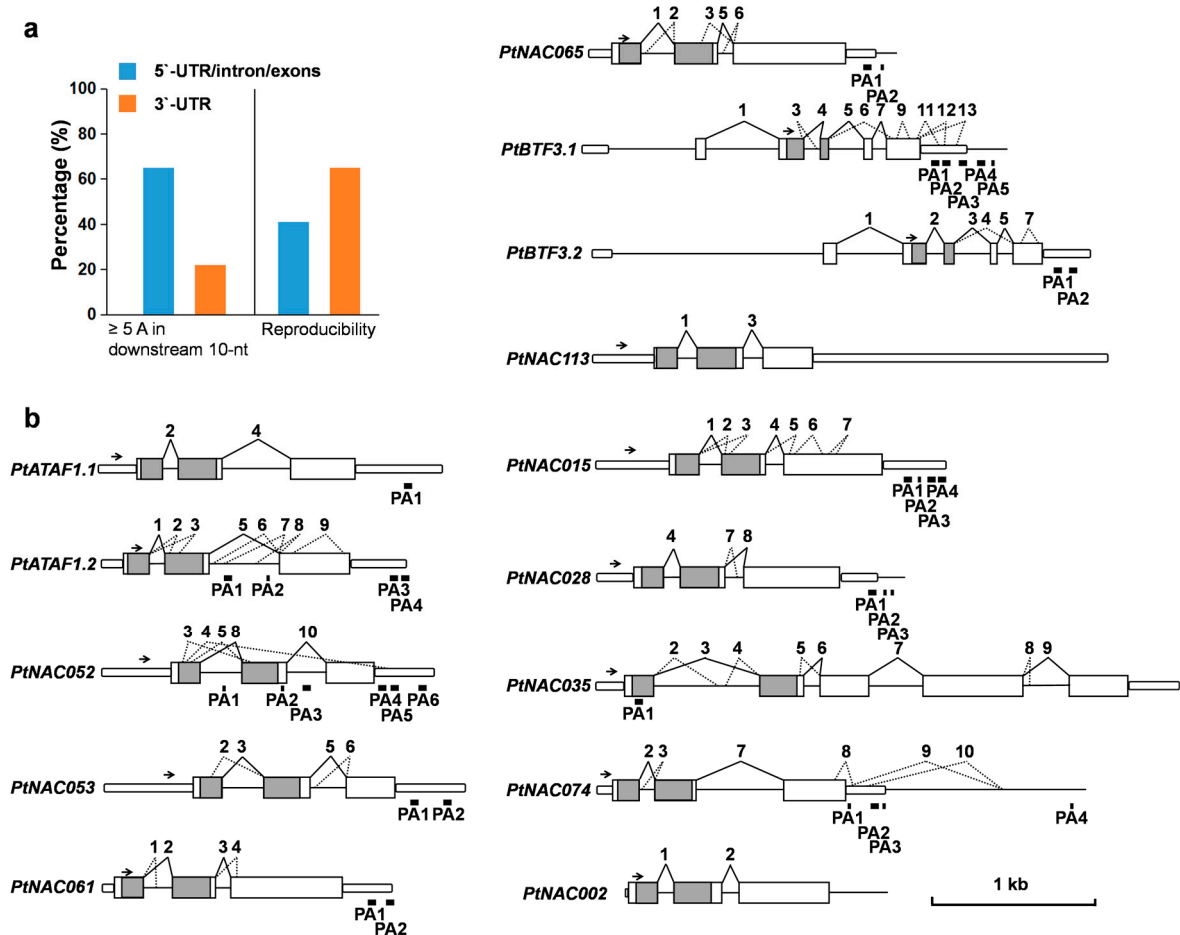 a
5`-UTR/intron/exons
3`-UTR
Percentage (%)
100
80
60
40
20
0
≥ 5 A in
downstream 10-nt
Reproducibility
b
PtATAF1.1
2 4
PA1
PtATAF1.2
1 2 3 5 6 7 8 9
PA1 PA2 PA3
PA4
PtNAC052
3 4 5 8 10
PA1 PA2 PA4 PA6
PA3 PA5
PtNAC053
2 3 5 6
PA1 PA2
PtNAC061
1 2 3 4
PA1
PA2
PtNAC065
1 2 3 5 6
PA1
PA2
PtBTF3.1
1 3 4 5 6 7 9 11 12 13
PA1 PA4
PA2 PA5
PA3
PtBTF3.2
1 2 3 4 5 7
PA1
PA2
PtNAC113
1 3
PtNAC015
1 2 3 4 5 6 7
PA1 PA4
PA2
PA3
PtNAC028
4 7 8
PA1
PA2
PA3
PtNAC035
2 3 4 5 6 7 8 9
PA1
PtNAC074
2 3 7 8 9 10
PA1 PA4
PA2
PA3
PtNAC002
1 2
1 kb